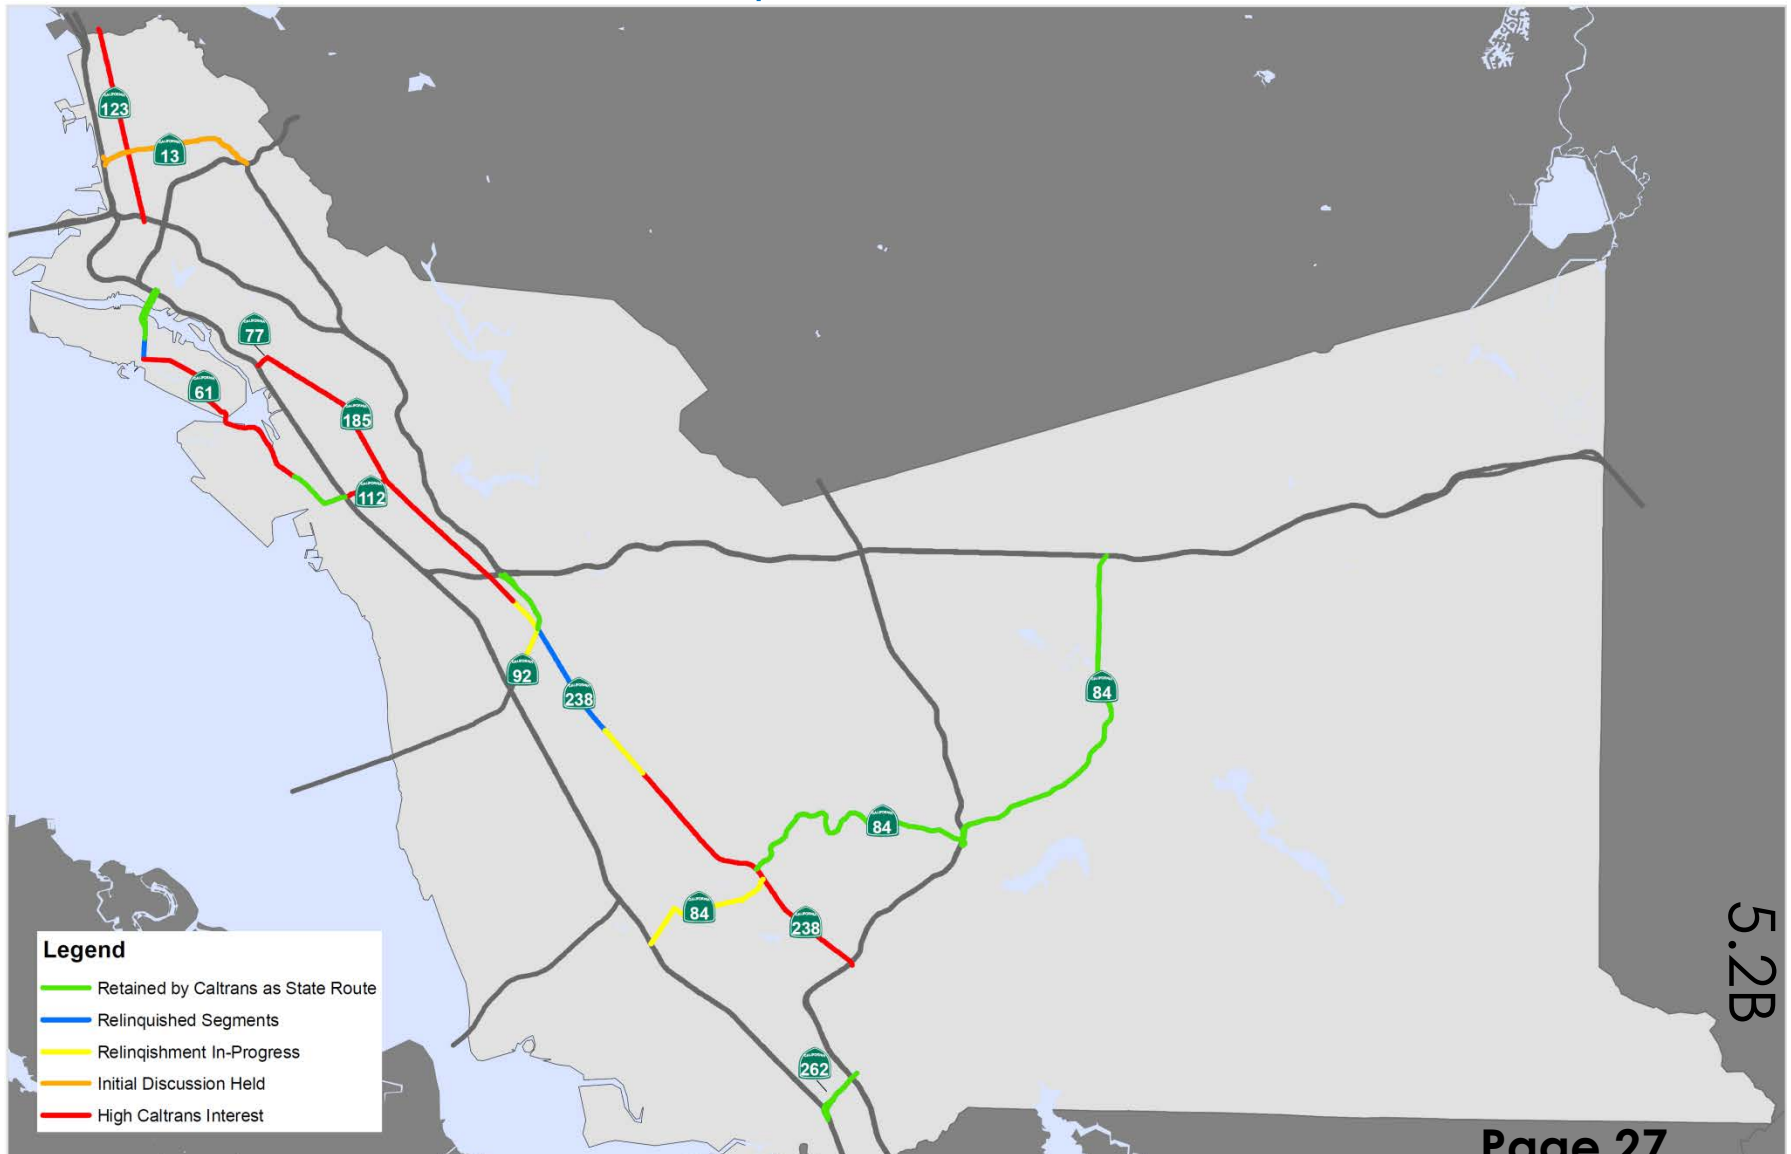 123
13
77
61
185
112
92
238
84
84
84
238
262
Legend
Retained by Caltrans as State Route
Relinquished Segments
Relinqishment In-Progress
Initial Discussion Held
High Caltrans Interest
5.2B
Page 27